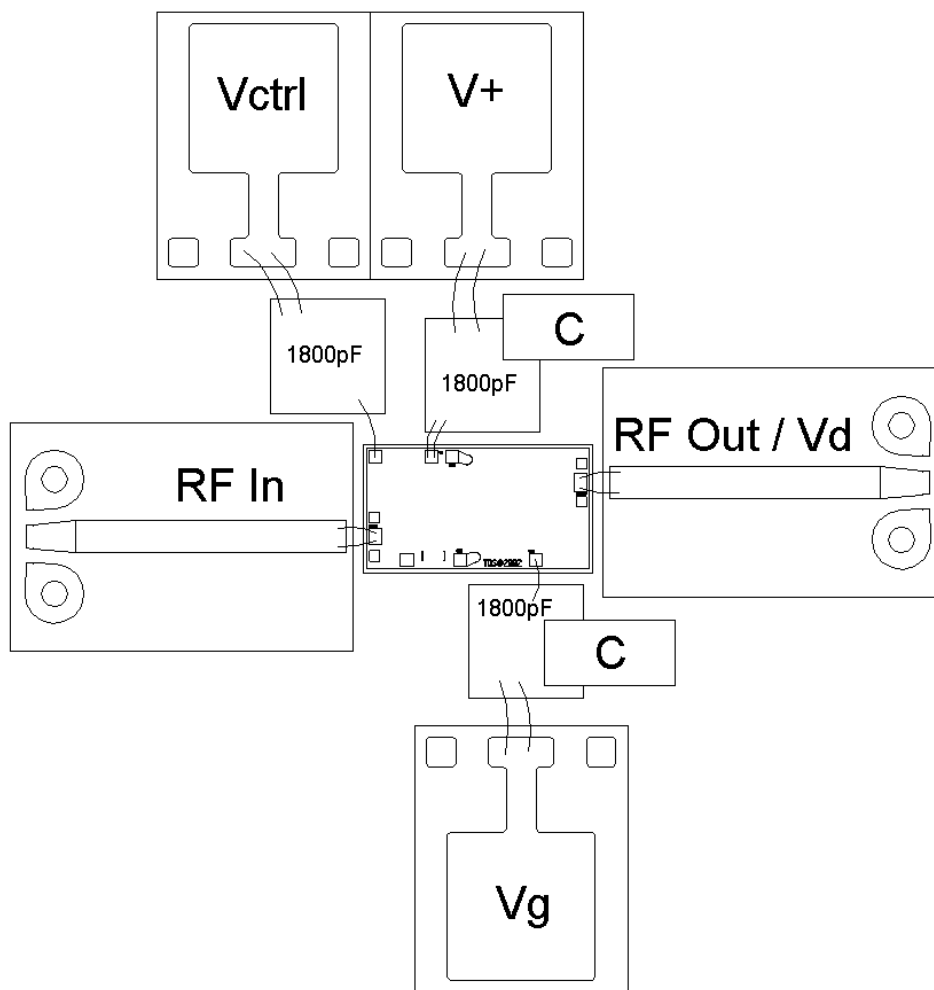 Vctrl
V+
1800pF
C
1800pF
RF In
RF Out / Vd
1800pF
C
Vg